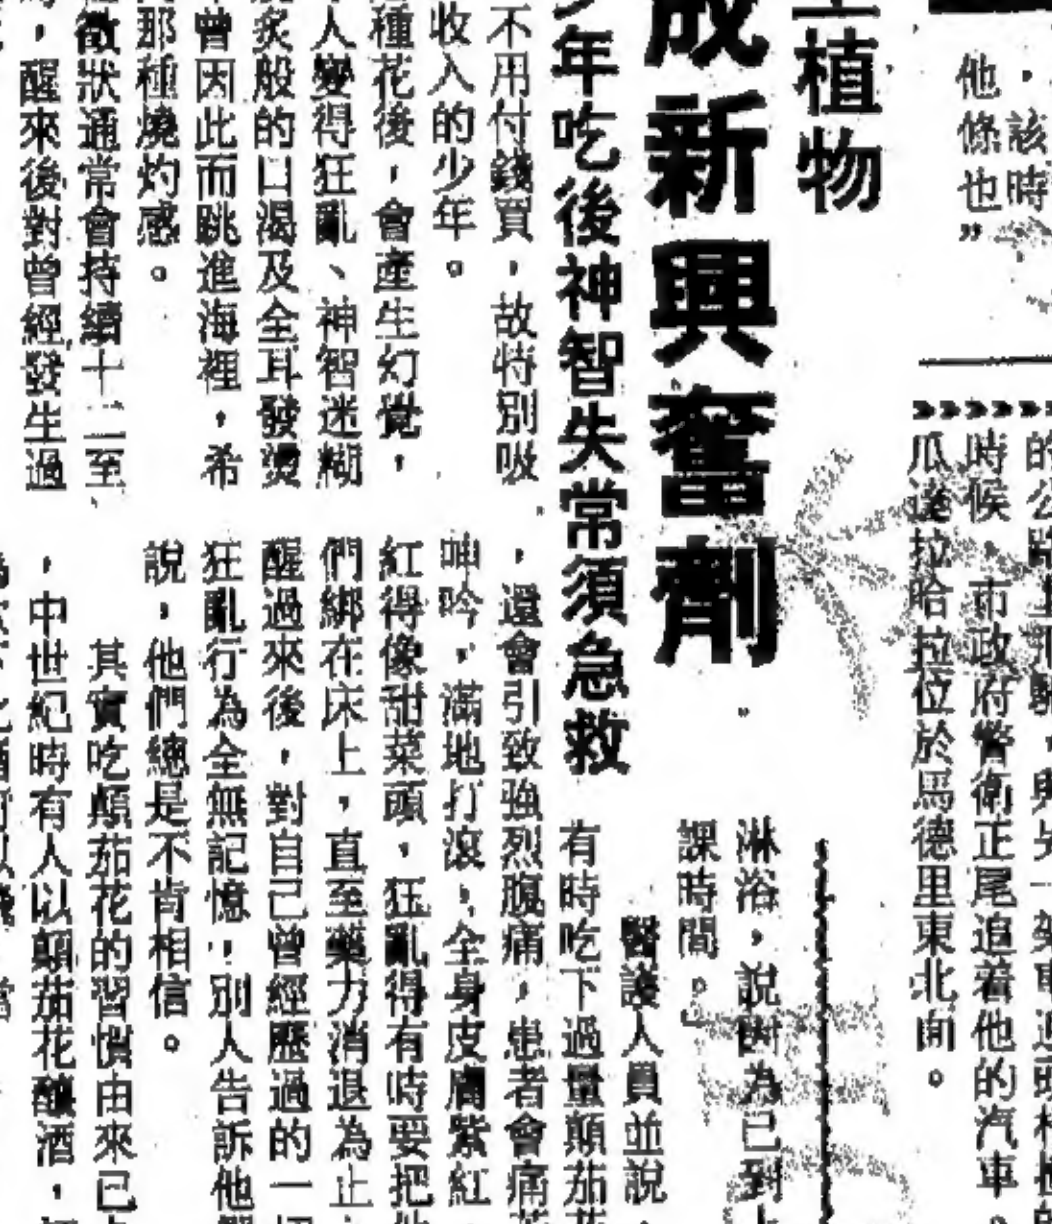 ，該時
他條也”
的公路上
時候，市政府警衛正尾追着他的汽車。
瓜達拉哈拉位於馬德里東北面。
植物
成新興奮劑
少年吃後神智失常須急救
淋浴，說樹為已到上
課時間。
醫護人員並說，
有時吃下過量顛茄花
，還會引致強烈腹痛，患者會痛苦
呻吟，滿地打滾，全身皮膚紫紅，
紅得像甜菜頭，狂亂得有時要把他
們綁在床上，直至藥力消退為止，
醒過來後，對自己曾經歷過的一切
狂亂行為全無記憶，別人告訴他
說，他們總是不肯相信。
其實吃顛茄花的習慣由來已
，中世紀時有人以顛茄花釀酒，
不用付錢買，故特別吸
收入的少年。
種花後，會產生幻覺，
人變得狂亂、神智迷糊
炙般的口渴及全耳發燙
曾因此而跳進海裡，希
那種燒灼感。
徵狀通常會持續十二至
，醒來後對曾經發生過